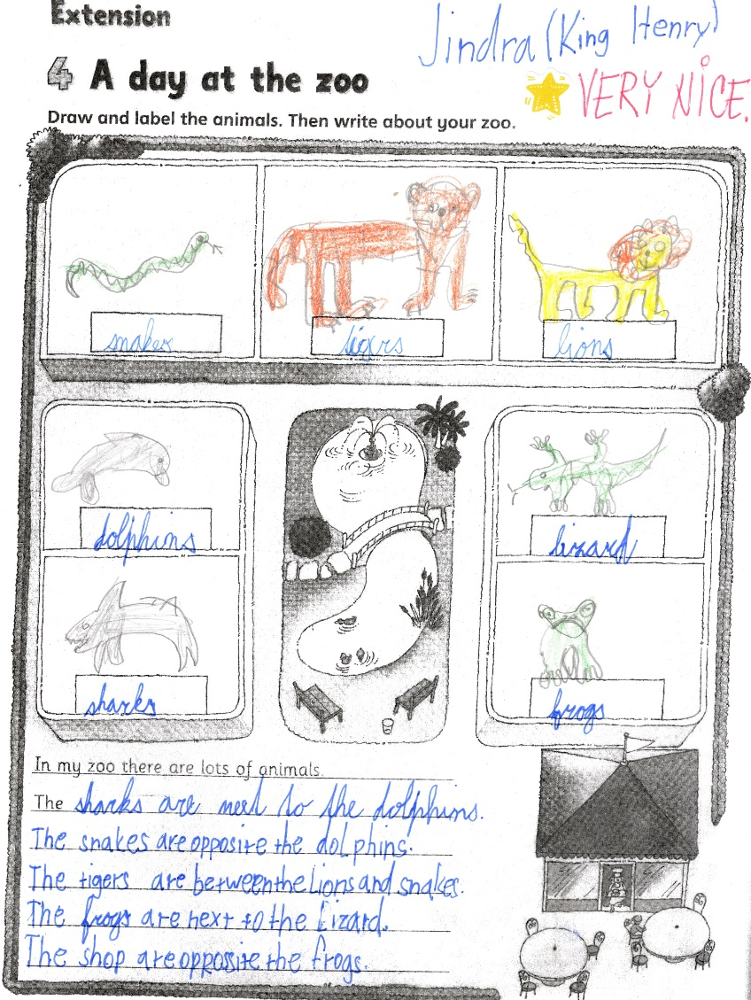 Extension
Jindra (King Henry)
4 A day at the zoo
VERY NICE.
Draw and label the animals. Then write about your zoo.
snakes
tigers
lions
dolphins
lizard
sharks
frogs
In my zoo there are lots of animals.
The sharks are next to the dolphins.
The snakes are opposite the dolphins.
The tigers are between the lions and snakes.
The frogs are next to the lizard.
The shop are opposite the frogs.